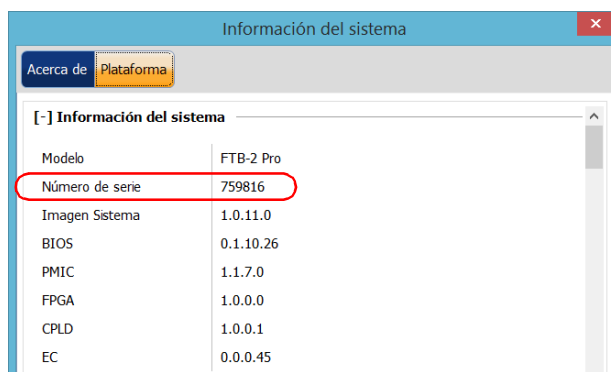 Información del sistema
Acerca de Plataforma
[-] Información del sistema
Modelo FTB-2 Pro
Número de serie 759816
Imagen Sistema 1.0.11.0
BIOS 0.1.10.26
PMIC 1.1.7.0
FPGA 1.0.0.0
CPLD 1.0.0.1
EC 0.0.0.45